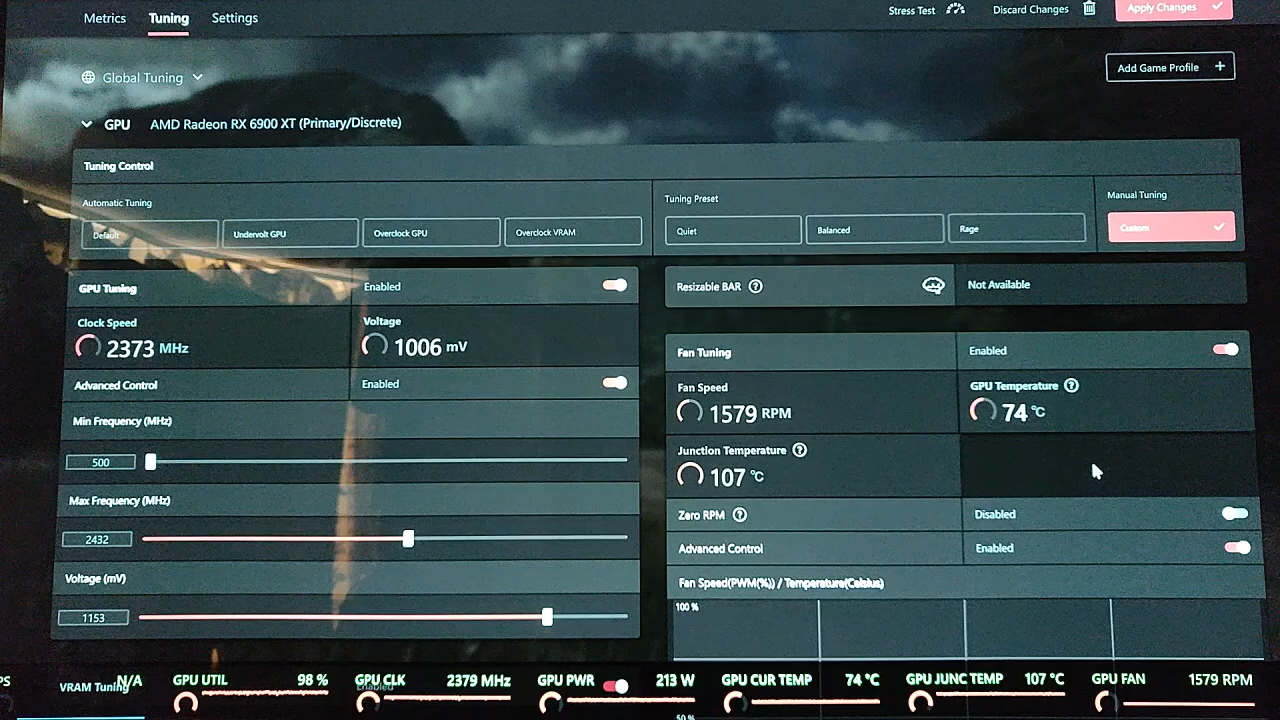 Metrics Tuning Settings Stress Test Discard Changes Apply Changes
Global Tuning Add Game Profile
GPU AMD Radeon RX 6900 XT (Primary/Discrete)
Tuning Control
Automatic Tuning Tuning Preset Manual Tuning
Default Undervolt GPU Overclock GPU Overclock VRAM Quiet Balanced Rage Custom
GPU Tuning Enabled Resizable BAR Not Available
Clock Speed Voltage
2373 MHz 1006 mV
Fan Tuning Enabled
Advanced Control Enabled
Fan Speed GPU Temperature
1579 RPM 74 °C
Min Frequency (MHz)
500
Junction Temperature
107 °C
Max Frequency (MHz)
2432
Zero RPM Disabled
Advanced Control Enabled
Voltage (mV)
1153
Fan Speed(PWM(%)) / Temperature(Celsius)
100 %
PS N/A GPU UTIL 98 % GPU CLK 2379 MHz GPU PWR 213 W GPU CUR TEMP 74 °C GPU JUNC TEMP 107 °C GPU FAN 1579 RPM
VRAM Tuning Enabled
50 %